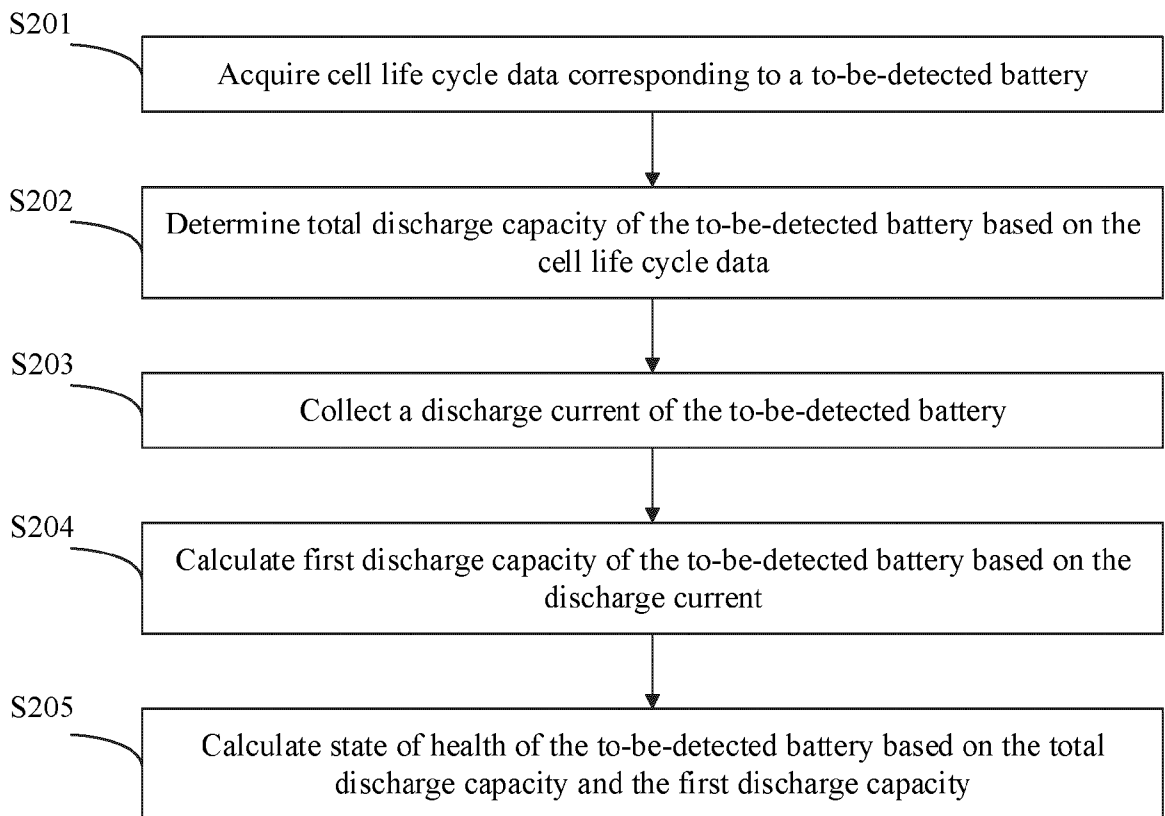 S201
Acquire cell life cycle data corresponding to a to-be-detected battery
S202
Determine total discharge capacity of the to-be-detected battery based on the
cell life cycle data
S203
Collect a discharge current of the to-be-detected battery
S204
Calculate first discharge capacity of the to-be-detected battery based on the
discharge current
S205
Calculate state of health of the to-be-detected battery based on the total
discharge capacity and the first discharge capacity